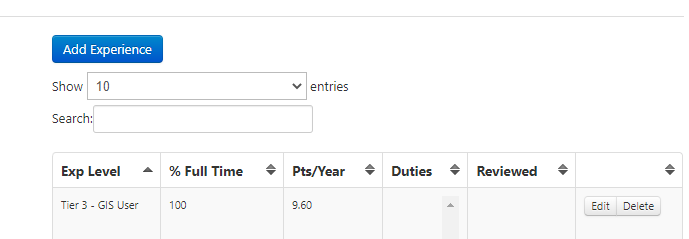 Add Experience
Show 10 entries
Search:
Exp Level % Full Time Pts/Year Duties Reviewed
Tier 3 - GIS User 100 9.60 Edit Delete